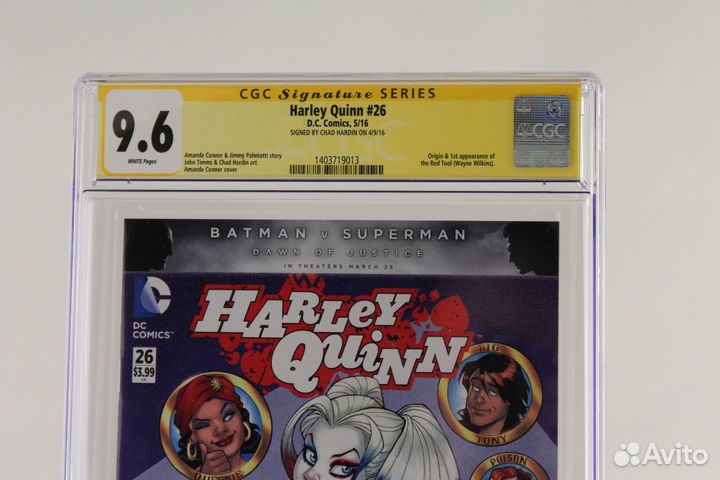 CGC Signature SERIES
9.6
WHITE Pages
Harley Quinn #26
D.C. Comics, 5/16
SIGNED BY CHAD HARDIN ON 4/9/16
Amanda Conner & Jimmy Palmiotti story
John Timms & Chad Hardin art
Amanda Conner cover
1403719013
Origin & 1st appearance of
the Red Tool (Wayne Wilkins).
CGC
BATMAN v SUPERMAN
DAWN OF JUSTICE
IN THEATERS MARCH 25
DC
COMICS™
HARLEY
QUINN™
26
$3.99
US
BIG
TONY
QUEENIE
POISON
Avito